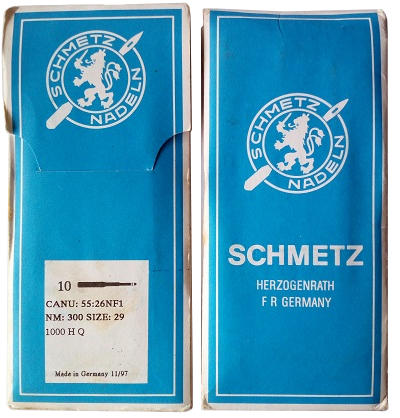 SCHMETZ
NADELN
10
CANU: 55:26NF1
NM: 300 SIZE: 29
1000 H Q
Made in Germany 11/97
SCHMETZ
NADELN
SCHMETZ
HERZOGENRATH
F R GERMANY